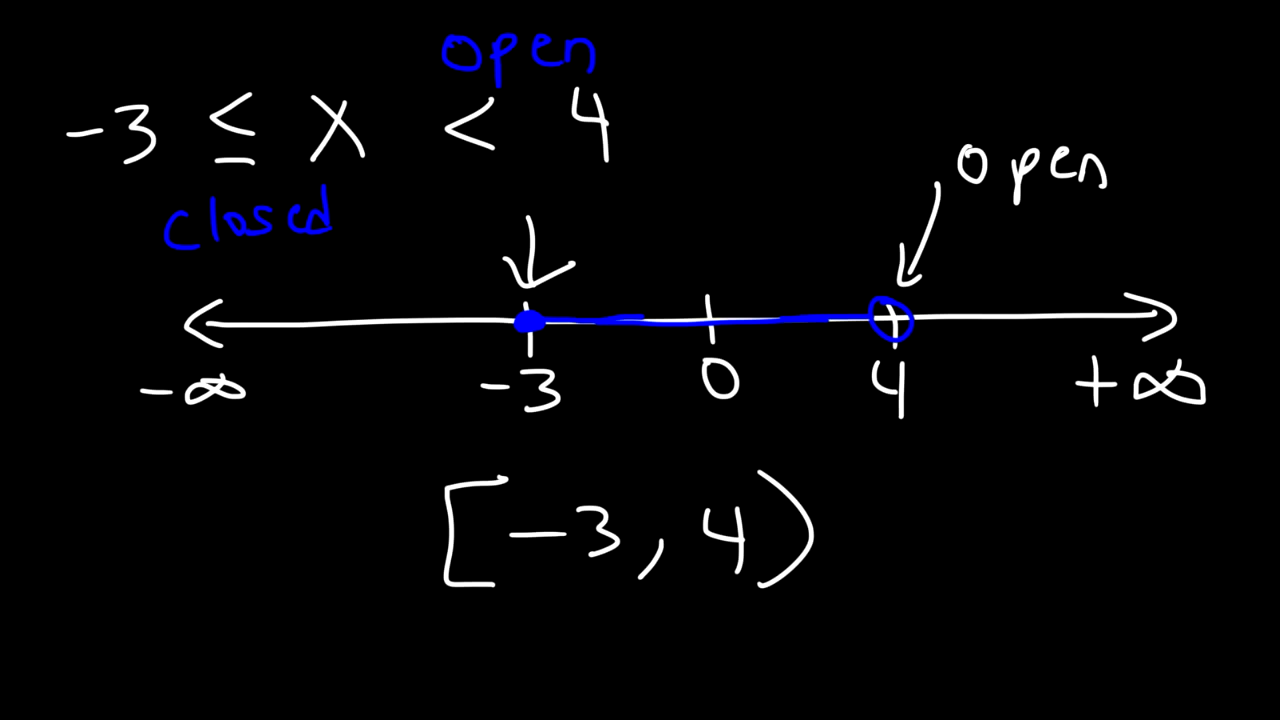 open
-3 ≤ x < 4
closed
open
-∞ -3 0 4 +∞
[-3, 4)